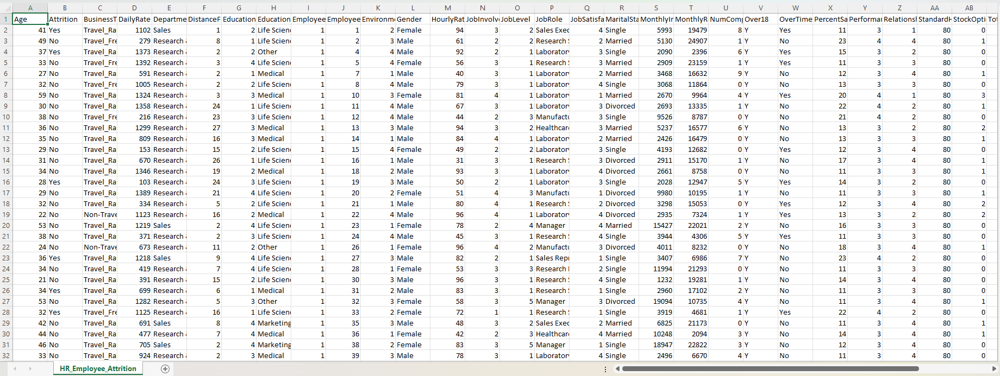 A B C D E F G H I J K L M N O P Q R S T U V W X Y Z AA AB
1 Age Attrition BusinessT DailyRate Departme DistanceF Education Education Employee Employee Environme Gender HourlyRat JobInvolve JobLevel JobRole JobSatisfa MaritalSta MonthlyIn MonthlyR NumComp Over18 OverTime PercentSa Performar Relationsh StandardH StockOpti Tot
2 41 Yes Travel_Ra 1102 Sales 1 2 Life Scien 1 1 2 Female 94 3 2 Sales Exec 4 Single 5993 19479 8 Y Yes 11 3 1 80 0
3 49 No Travel_Fre 279 Research & 8 1 Life Scien 1 2 3 Male 61 2 2 Research S 2 Married 5130 24907 1 Y No 23 4 4 80 1
4 37 Yes Travel_Ra 1373 Research & 2 2 Other 1 4 4 Male 92 2 1 Laborator 3 Single 2090 2396 6 Y Yes 15 3 2 80 0
5 33 No Travel_Fre 1392 Research & 3 4 Life Scien 1 5 4 Female 56 3 1 Research S 3 Married 2909 23159 1 Y Yes 11 3 3 80 0
6 27 No Travel_Ra 591 Research & 2 1 Medical 1 7 1 Male 40 3 1 Laborator 2 Married 3468 16632 9 Y No 12 3 4 80 1
7 32 No Travel_Fre 1005 Research & 2 2 Life Scien 1 8 4 Male 79 3 1 Laborator 4 Single 3068 11864 0 Y No 13 3 3 80 0
8 59 No Travel_Ra 1324 Research & 3 3 Medical 1 10 3 Female 81 4 1 Laborator 1 Married 2670 9964 4 Y Yes 20 4 1 80 3
9 30 No Travel_Ra 1358 Research & 24 1 Life Scien 1 11 4 Male 67 3 1 Laborator 3 Divorced 2693 13335 1 Y No 22 4 2 80 1
10 38 No Travel_Fre 216 Research & 23 3 Life Scien 1 12 4 Male 44 2 3 Manufactu 3 Single 9526 8787 0 Y No 21 4 2 80 0
11 36 No Travel_Ra 1299 Research & 27 3 Medical 1 13 3 Male 94 3 2 Healthcar 3 Married 5237 16577 6 Y No 13 3 2 80 2
12 35 No Travel_Ra 809 Research & 16 3 Medical 1 14 1 Male 84 4 1 Laborator 2 Married 2426 16479 0 Y No 13 3 3 80 1
13 29 No Travel_Ra 153 Research & 15 2 Life Scien 1 15 4 Female 49 2 2 Laborator 3 Single 4193 12682 0 Y Yes 12 3 4 80 0
14 31 No Travel_Ra 670 Research & 26 1 Life Scien 1 16 1 Male 31 3 1 Research S 3 Divorced 2911 15170 1 Y No 17 3 4 80 1
15 34 No Travel_Ra 1346 Research & 19 2 Medical 1 18 2 Male 93 3 1 Laborator 4 Divorced 2661 8758 0 Y No 11 3 3 80 1
16 28 Yes Travel_Ra 103 Research & 24 3 Life Scien 1 19 3 Male 50 2 1 Laborator 3 Single 2028 12947 5 Y Yes 14 3 2 80 0
17 29 No Travel_Ra 1389 Research & 21 4 Life Scien 1 20 2 Female 51 4 3 Manufactu 1 Divorced 9980 10195 1 Y No 11 3 3 80 1
18 32 No Travel_Ra 334 Research & 5 2 Life Scien 1 21 1 Male 80 4 1 Research S 2 Divorced 3298 15053 0 Y Yes 12 3 4 80 2
19 22 No Non-Trave 1123 Research & 16 2 Medical 1 22 4 Male 96 4 1 Laborator 4 Divorced 2935 7324 1 Y Yes 13 3 2 80 2
20 53 No Travel_Ra 1219 Sales 2 4 Life Scien 1 23 1 Female 78 2 4 Manager 4 Married 15427 22021 2 Y No 16 3 3 80 0
21 38 No Travel_Ra 371 Research & 2 3 Life Scien 1 24 4 Male 45 3 1 Research S 4 Single 3944 4306 5 Y Yes 11 3 3 80 0
22 24 No Non-Trave 673 Research & 11 2 Other 1 26 1 Female 96 4 2 Manufactu 3 Divorced 4011 8232 0 Y No 18 3 4 80 1
23 36 Yes Travel_Ra 1218 Sales 9 4 Life Scien 1 27 3 Male 82 2 1 Sales Repr 1 Single 3407 6986 7 Y No 23 4 2 80 0
24 34 No Travel_Ra 419 Research & 7 4 Life Scien 1 28 1 Female 53 3 3 Research 2 Single 11994 21293 0 Y No 11 3 3 80 0
25 21 No Travel_Ra 391 Research & 15 2 Life Scien 1 30 3 Male 96 3 1 Research S 4 Single 1232 19281 1 Y No 14 3 4 80 0
26 34 Yes Travel_Ra 699 Research & 6 1 Medical 1 31 2 Male 83 3 1 Research S 1 Single 2960 17102 2 Y No 11 3 3 80 0
27 53 No Travel_Ra 1282 Research & 5 3 Other 1 32 3 Female 58 3 5 Manager 3 Divorced 19094 10735 4 Y No 11 3 4 80 1
28 32 Yes Travel_Fre 1125 Research & 16 1 Life Scien 1 33 2 Female 72 1 1 Research S 1 Single 3919 4681 1 Y Yes 22 4 2 80 0
29 42 No Travel_Ra 691 Sales 8 4 Marketing 1 35 3 Male 48 3 2 Sales Exec 2 Married 6825 21173 0 Y No 11 3 4 80 1
30 44 No Travel_Ra 477 Research & 7 4 Medical 1 36 1 Female 42 2 3 Healthcar 4 Married 10248 2094 3 Y No 14 3 4 80 1
31 46 No Travel_Ra 705 Sales 2 4 Marketing 1 38 2 Female 83 3 5 Manager 1 Single 18947 22822 3 Y No 12 3 4 80 0
32 33 No Travel_Ra 924 Research & 2 3 Medical 1 39 3 Male 78 3 1 Laborator 4 Single 2496 6670 4 Y No 11 3 4 80 0
HR_Employee_Attrition